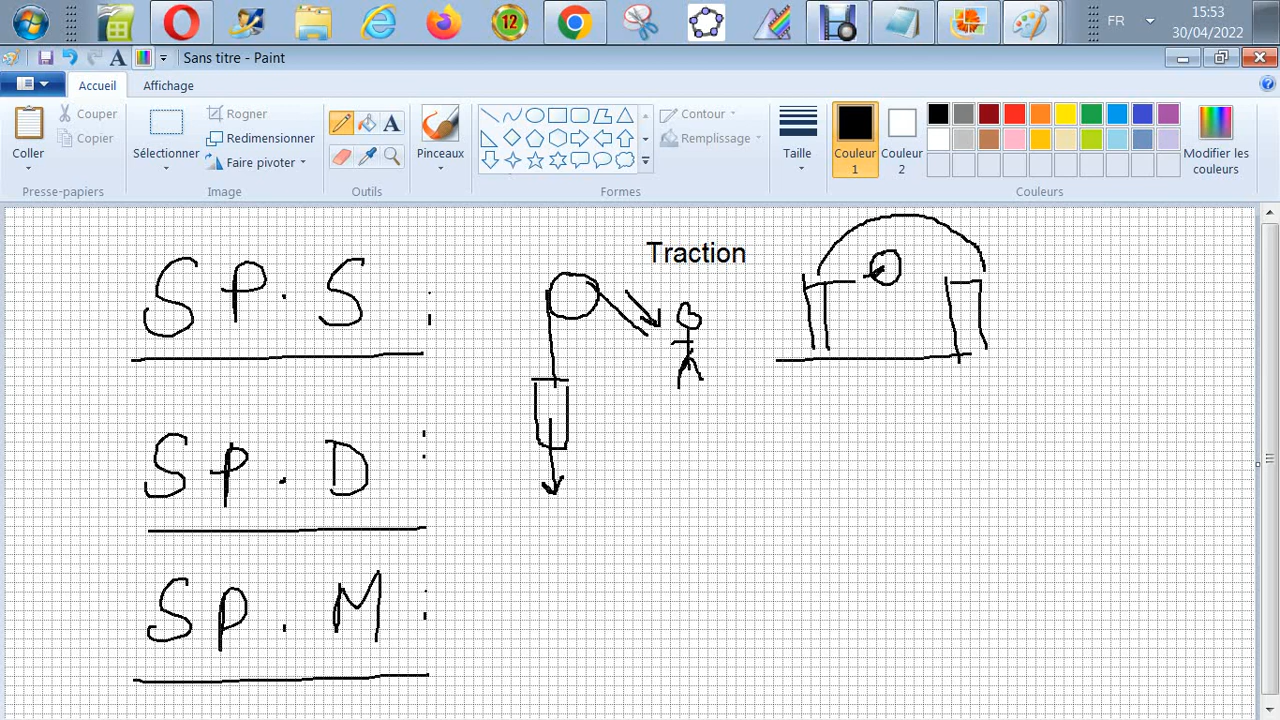 12
FR
15:53
30/04/2022
Sans titre - Paint
Accueil
Affichage
Coller
Couper
Copier
Presse-papiers
Sélectionner
Rogner
Redimensionner
Faire pivoter
Image
Outils
Pinceaux
Contour
Remplissage
Formes
Taille
Couleur 1
Couleur 2
Modifier les couleurs
Couleurs
SP.S :
Traction
SP.D :
SP.M :